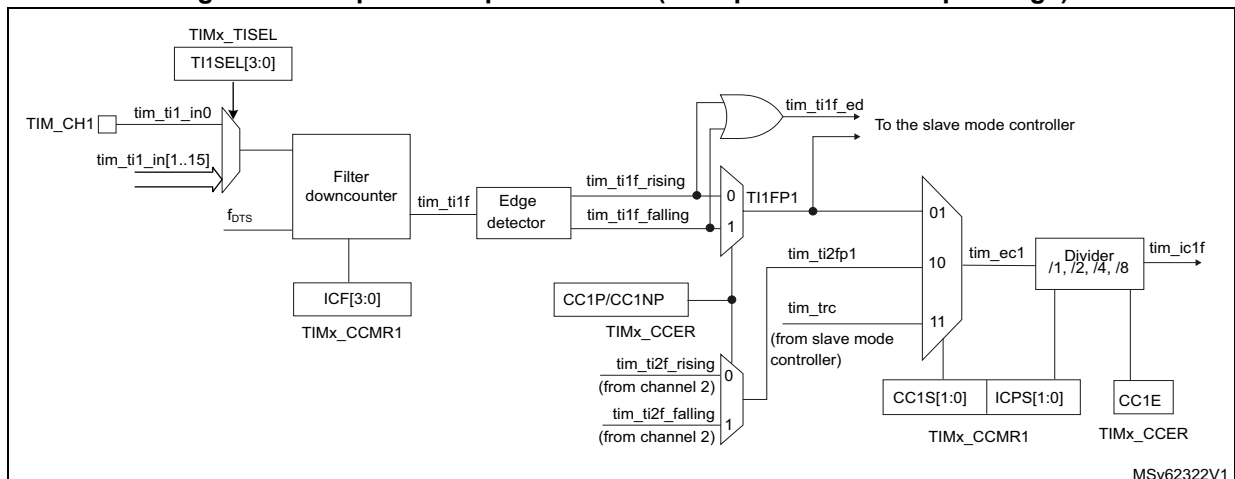 TIMx_TISEL
TI1SEL[3:0]
TIM_CH1
tim_ti1_in0
tim_ti1_in[1..15]
fDTS
Filter
downcounter
ICF[3:0]
TIMx_CCMR1
tim_ti1f
Edge
detector
tim_ti1f_rising
tim_ti1f_falling
tim_ti1f_ed
To the slave mode controller
0
1
TI1FP1
CC1P/CC1NP
TIMx_CCER
tim_ti2f_rising
(from channel 2)
tim_ti2f_falling
(from channel 2)
0
1
tim_ti2fp1
tim_trc
(from slave mode
controller)
01
10
11
tim_ec1
Divider
/1, /2, /4, /8
tim_ic1f
CC1S[1:0]
ICPS[1:0]
TIMx_CCMR1
CC1E
TIMx_CCER
MSv62322V1